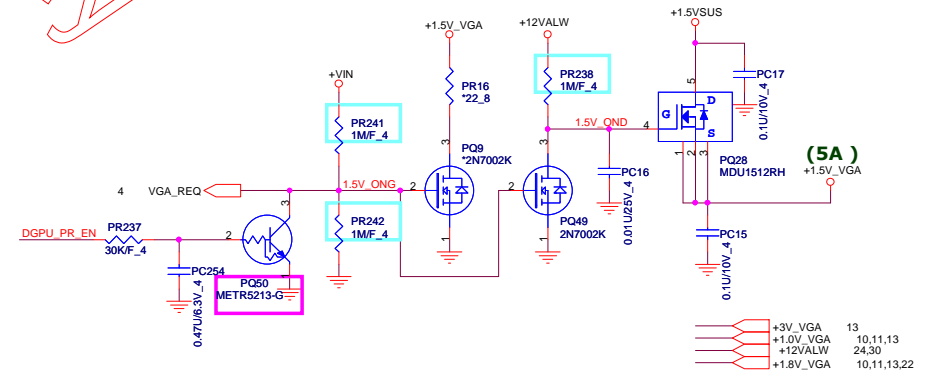 +1.5VSUS
+1.5V_VGA
+12VALW
+VIN
PR16
*22_8
PR238
1M/F_4
PC17
0.1U/10V_4
5
D
G
S
4
1.5V_OND
3
1
2
3
PQ28
MDU1512RH
(5A )
+1.5V_VGA
PR241
1M/F_4
3
PQ9
*2N7002K
2
1
3
2
1
PQ49
2N7002K
PC16
0.01U/25V_4
4
VGA_REQ
1.5V_ONG
3
PR242
1M/F_4
DGPU_PR_EN
PR237
30K/F_4
2
1
PC254
0.47U/6.3V_4
PQ50
METR5213-G
PC15
0.1U/10V_4
+3V_VGA 13
+1.0V_VGA 10,11,13
+12VALW 24,30
+1.8V_VGA 10,11,13,22